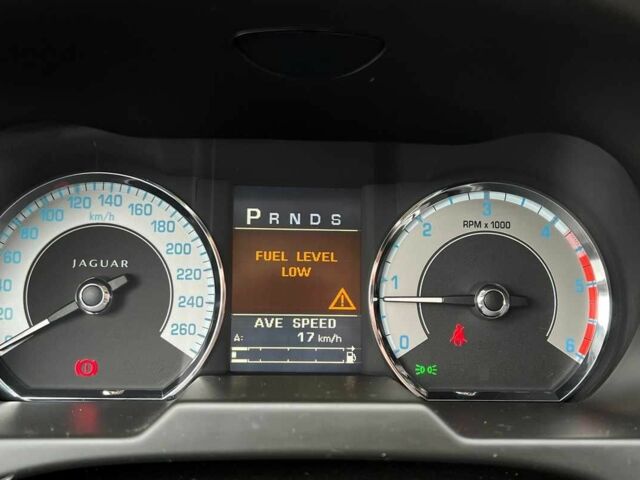 100 120 140 160
80 km/h 180
60 200
40 220
JAGUAR
20 240
260
P R N D S
FUEL LEVEL
LOW
AVE SPEED
A: 17 km/h
3
2 4
RPM x 1000
1 5
0 6